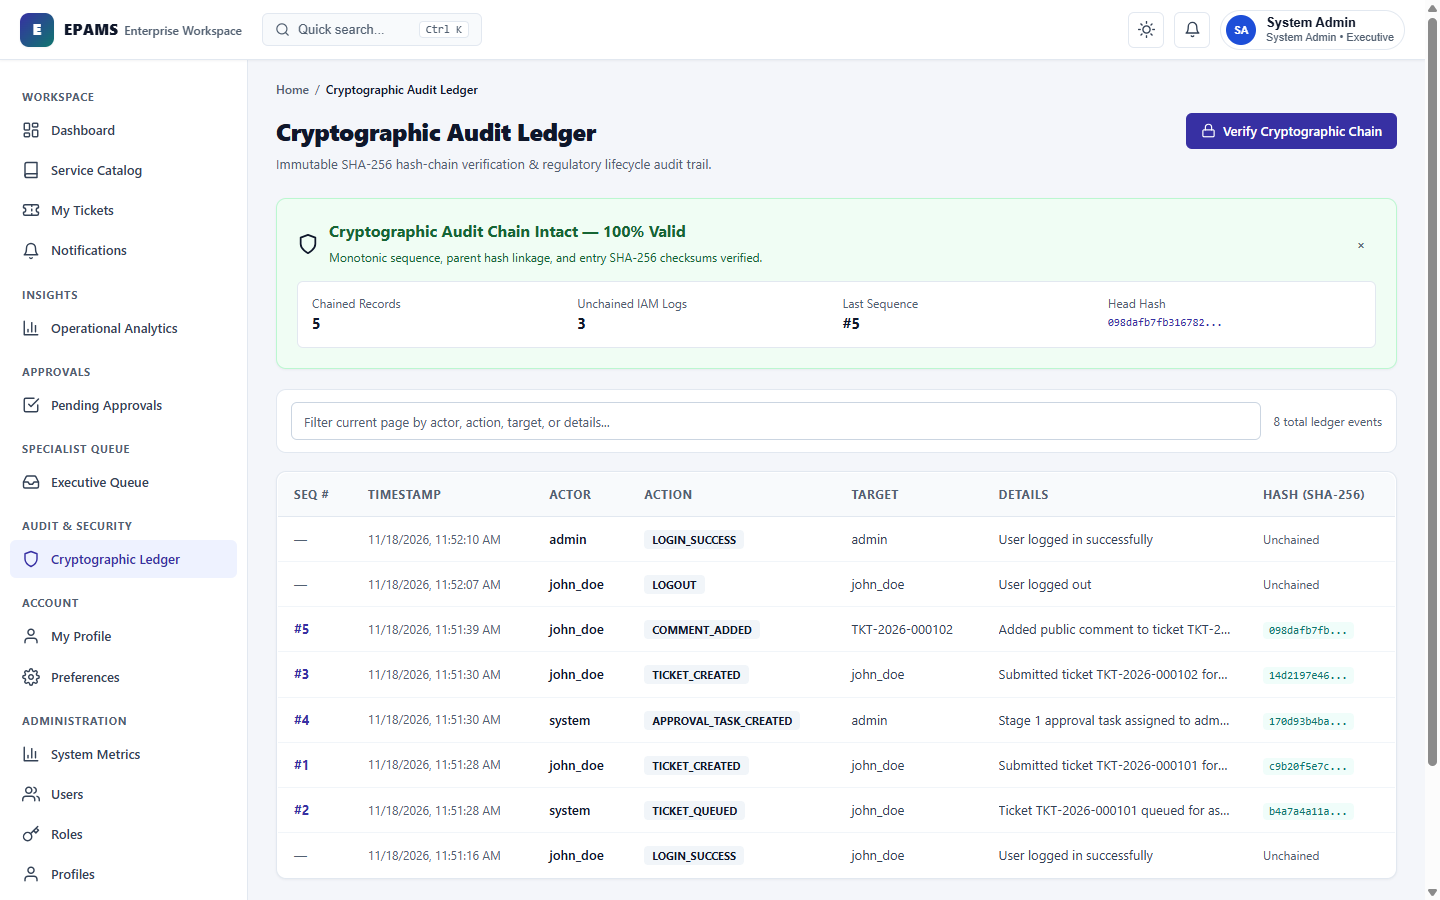 E EPAMS Enterprise Workspace Quick search... Ctrl K SA System Admin
System Admin • Executive
WORKSPACE
Dashboard
Service Catalog
My Tickets
Notifications
INSIGHTS
Operational Analytics
APPROVALS
Pending Approvals
SPECIALIST QUEUE
Executive Queue
AUDIT & SECURITY
Cryptographic Ledger
ACCOUNT
My Profile
Preferences
ADMINISTRATION
System Metrics
Users
Roles
Profiles
Home / Cryptographic Audit Ledger
Cryptographic Audit Ledger
Immutable SHA-256 hash-chain verification & regulatory lifecycle audit trail.
Verify Cryptographic Chain
Cryptographic Audit Chain Intact — 100% Valid
Monotonic sequence, parent hash linkage, and entry SHA-256 checksums verified.
×
Chained Records Unchained IAM Logs Last Sequence Head Hash
5 3 #5 098dafb7fb316782...
Filter current page by actor, action, target, or details... 8 total ledger events
SEQ # TIMESTAMP ACTOR ACTION TARGET DETAILS HASH (SHA-256)
— 11/18/2026, 11:52:10 AM admin LOGIN_SUCCESS admin User logged in successfully Unchained
— 11/18/2026, 11:52:07 AM john_doe LOGOUT john_doe User logged out Unchained
#5 11/18/2026, 11:51:39 AM john_doe COMMENT_ADDED TKT-2026-000102 Added public comment to ticket TKT-2... 098dafb7fb...
#3 11/18/2026, 11:51:30 AM john_doe TICKET_CREATED john_doe Submitted ticket TKT-2026-000102 for... 14d2197e46...
#4 11/18/2026, 11:51:30 AM system APPROVAL_TASK_CREATED admin Stage 1 approval task assigned to adm... 170d93b4ba...
#1 11/18/2026, 11:51:28 AM john_doe TICKET_CREATED john_doe Submitted ticket TKT-2026-000101 for... c9b20f5e7c...
#2 11/18/2026, 11:51:28 AM system TICKET_QUEUED john_doe Ticket TKT-2026-000101 queued for as... b4a7a4a11a...
— 11/18/2026, 11:51:16 AM john_doe LOGIN_SUCCESS john_doe User logged in successfully Unchained